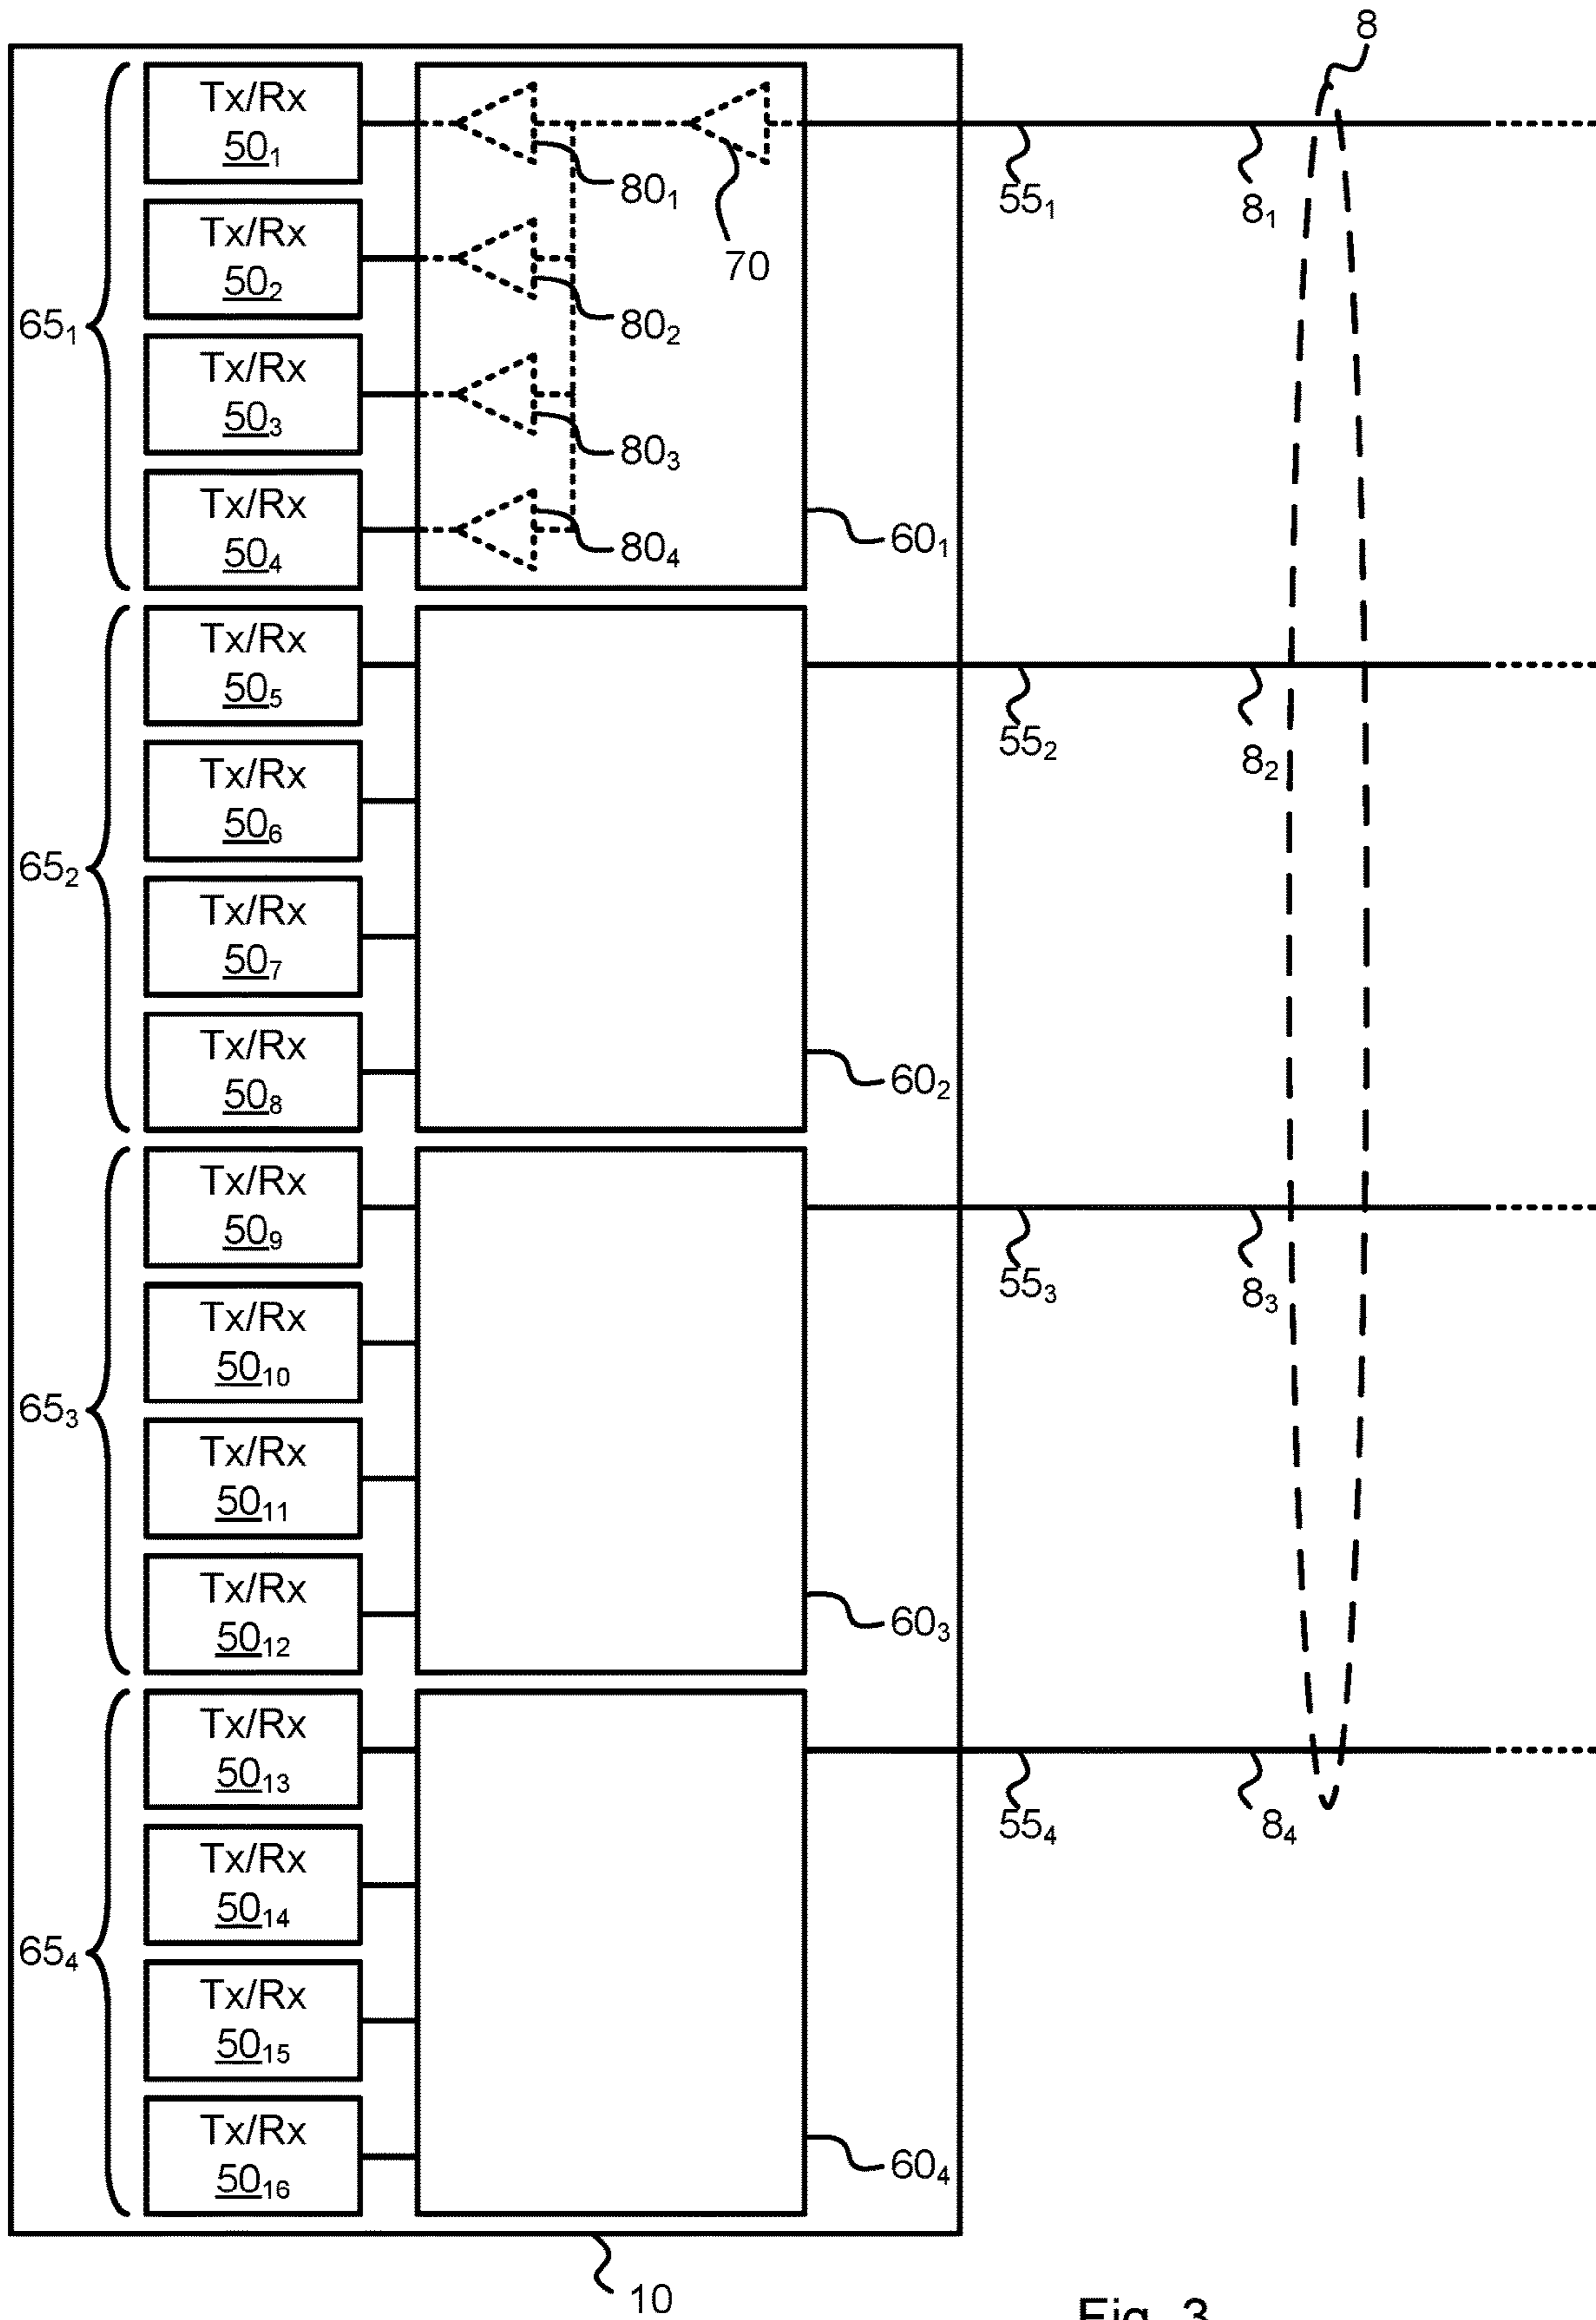 8
Tx/Rx
50₁
80₁
70
55₁
8₁
Tx/Rx
50₂
80₂
65₁
Tx/Rx
50₃
80₃
Tx/Rx
50₄
80₄
60₁
Tx/Rx
50₅
55₂
8₂
Tx/Rx
50₆
65₂
Tx/Rx
50₇
Tx/Rx
50₈
60₂
Tx/Rx
50₉
55₃
8₃
Tx/Rx
50₁₀
65₃
Tx/Rx
50₁₁
Tx/Rx
50₁₂
60₃
Tx/Rx
50₁₃
55₄
8₄
Tx/Rx
50₁₄
65₄
Tx/Rx
50₁₅
Tx/Rx
50₁₆
60₄
10
Fig. 3